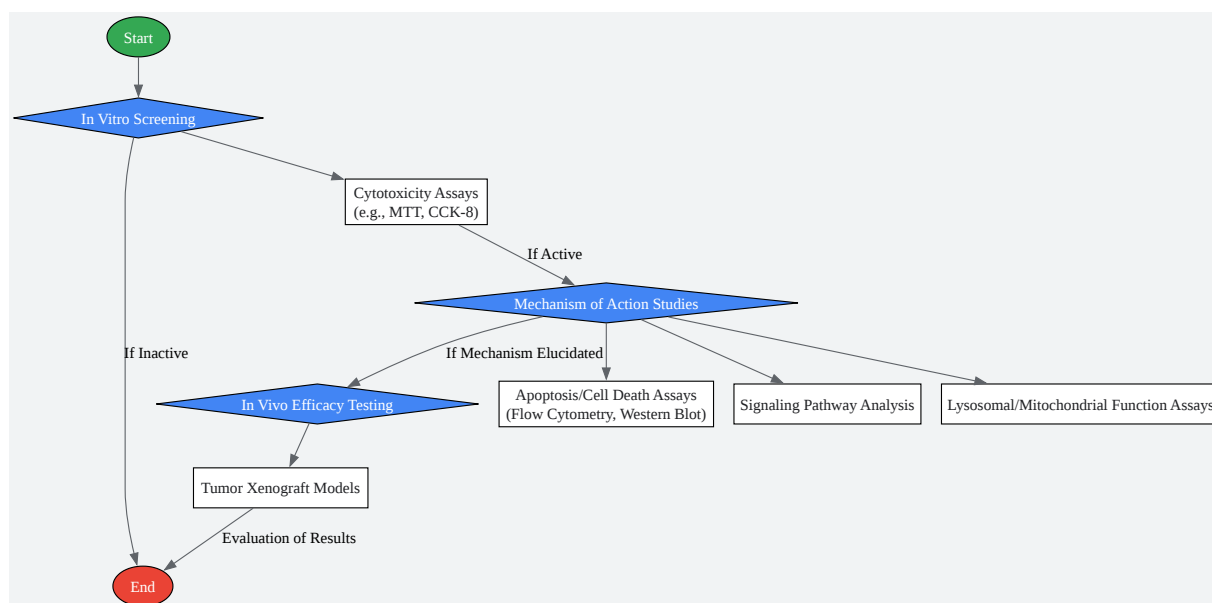 Start
In Vitro Screening
Cytotoxicity Assays
(e.g., MTT, CCK-8)
If Active
Mechanism of Action Studies
If Inactive
If Mechanism Elucidated
In Vivo Efficacy Testing
Apoptosis/Cell Death Assays
(Flow Cytometry, Western Blot)
Signaling Pathway Analysis
Lysosomal/Mitochondrial Function Assays
Tumor Xenograft Models
Evaluation of Results
End